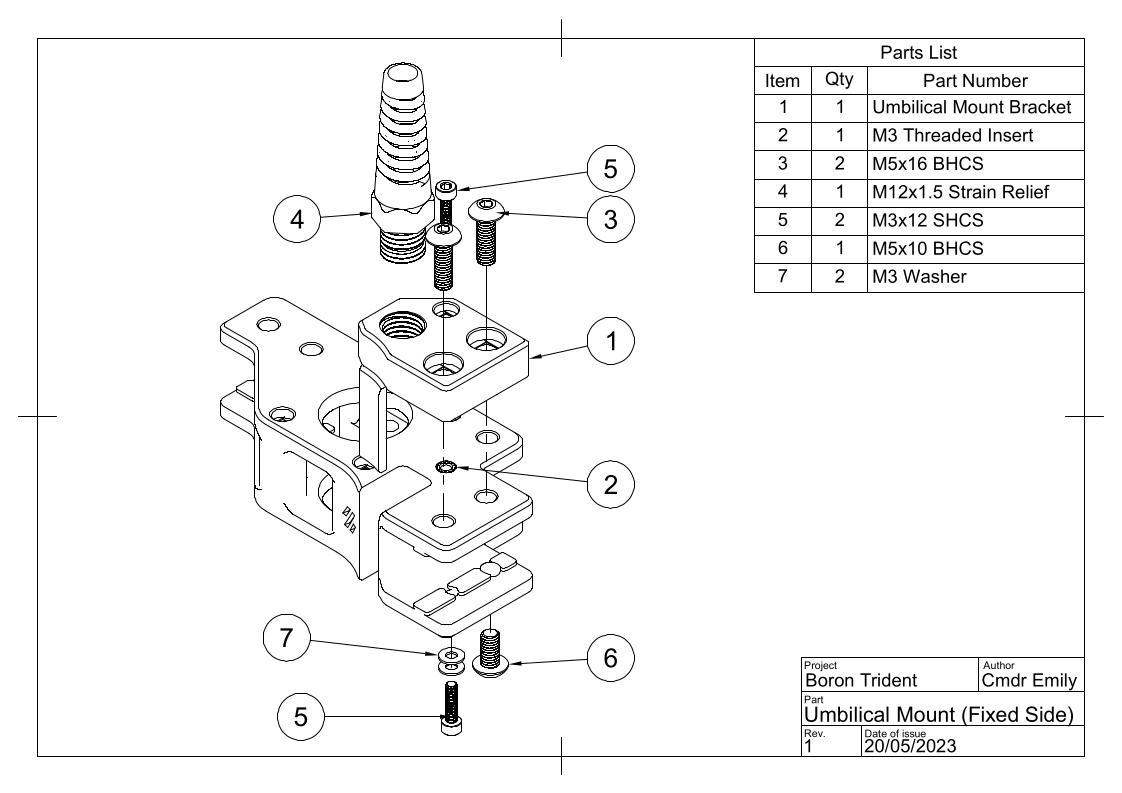 Parts List
Item Qty Part Number
1 1 Umbilical Mount Bracket
2 1 M3 Threaded Insert
3 2 M5x16 BHCS
4 1 M12x1.5 Strain Relief
5 2 M3x12 SHCS
6 1 M5x10 BHCS
7 2 M3 Washer
5
4
3
1
2
7
6
5
Project Author
Boron Trident Cmdr Emily
Part
Umbilical Mount (Fixed Side)
Rev. Date of issue
1 20/05/2023